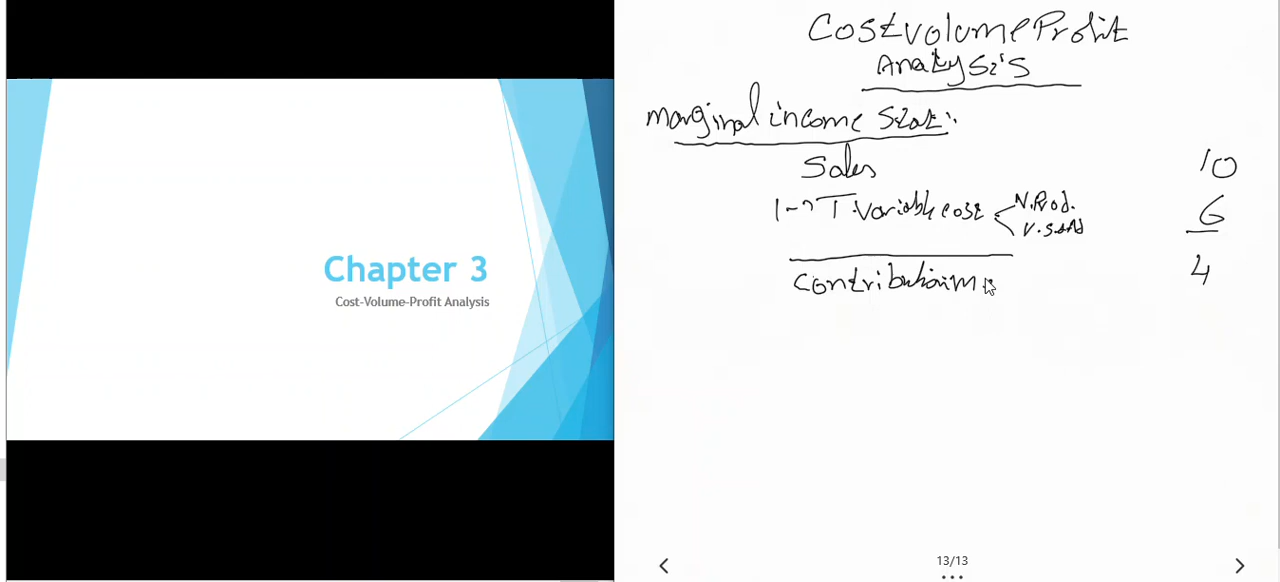 Chapter 3
Cost-Volume-Profit Analysis
Cost volume Profit
Analysis
marginal income Stat:
Sales 10
(-) T.variable cost V.Prod. 6
V.S&Ad
Contribution m 4
13/13